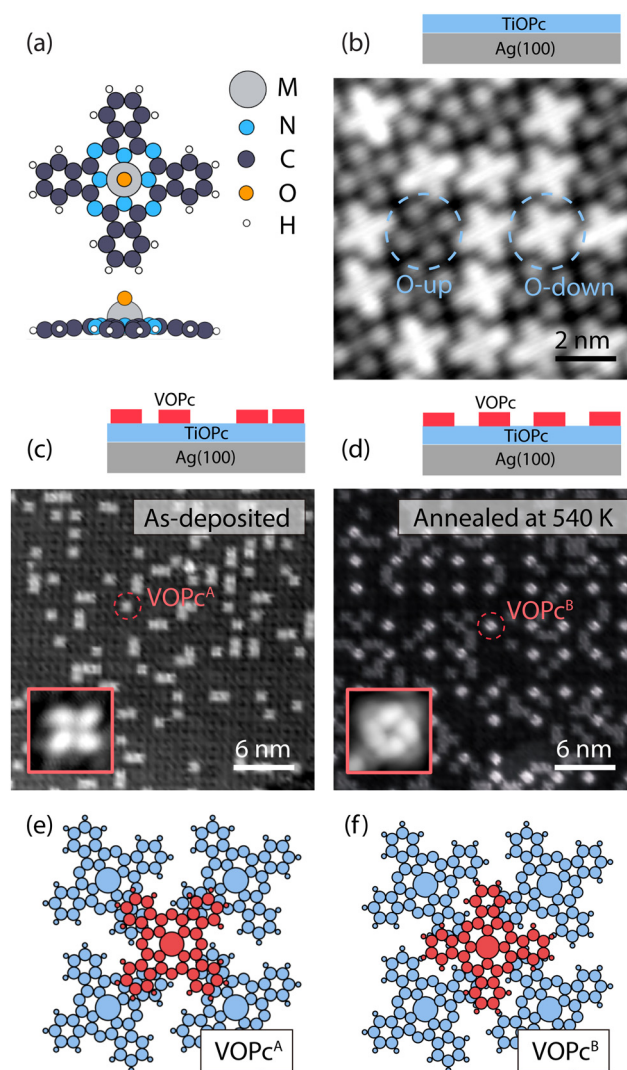 (a)
M
N
C
O
H
(b)
TiOPc
Ag(100)
O-up
O-down
2 nm
(c)
VOPc
TiOPc
Ag(100)
As-deposited
VOPcᴬ
6 nm
(d)
VOPc
TiOPc
Ag(100)
Annealed at 540 K
VOPcᴮ
6 nm
(e)
VOPcᴬ
(f)
VOPcᴮ